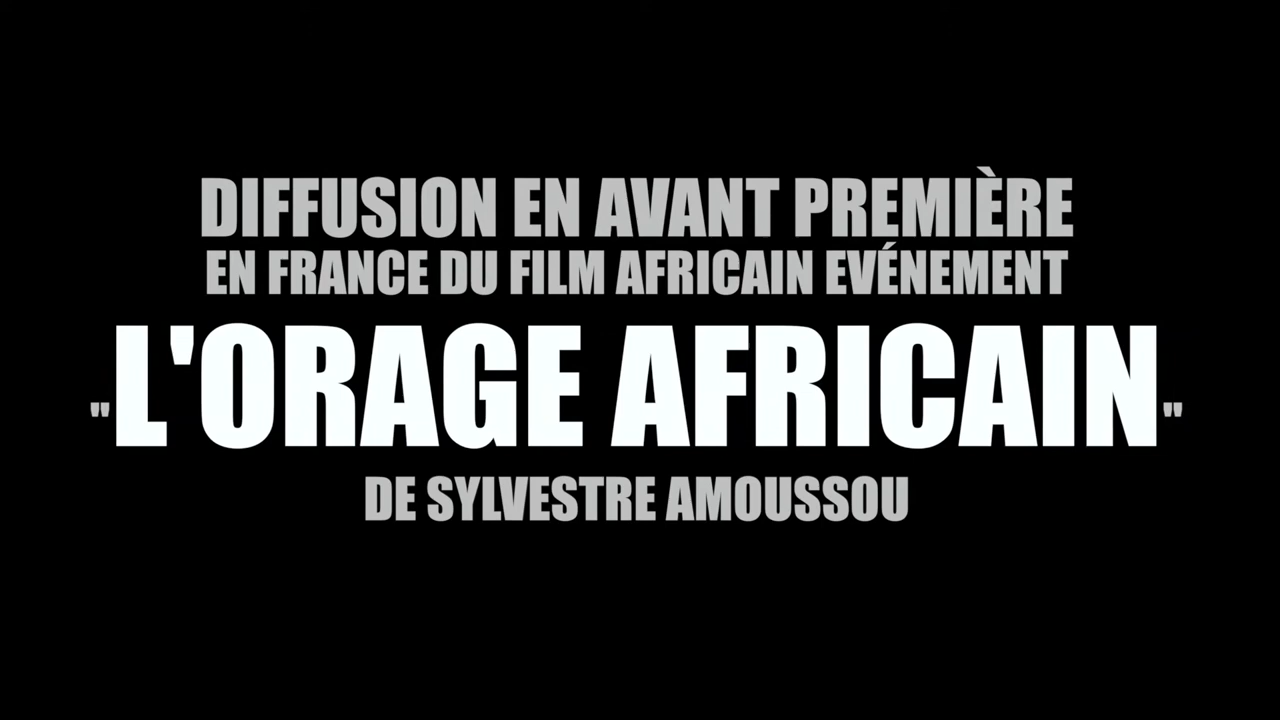 DIFFUSION EN AVANT PREMIÈRE
EN FRANCE DU FILM AFRICAIN EVÉNEMENT
"L'ORAGE AFRICAIN"
DE SYLVESTRE AMOUSSOU